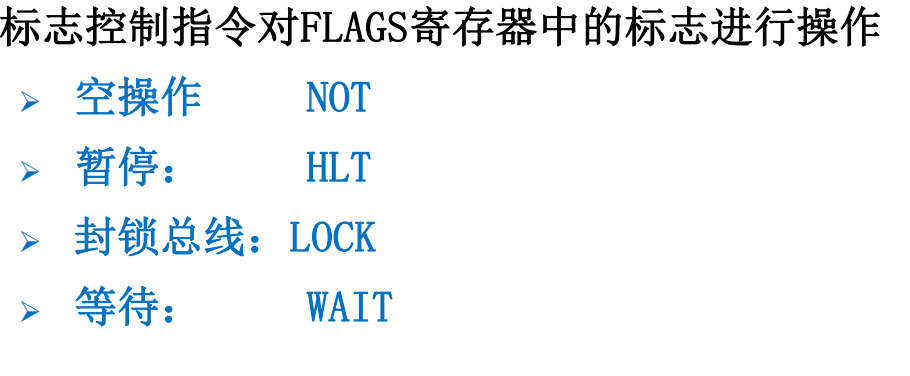 标志控制指令对FLAGS寄存器中的标志进行操作
➢ 空操作 NOT
➢ 暂停： HLT
➢ 封锁总线：LOCK
➢ 等待： WAIT